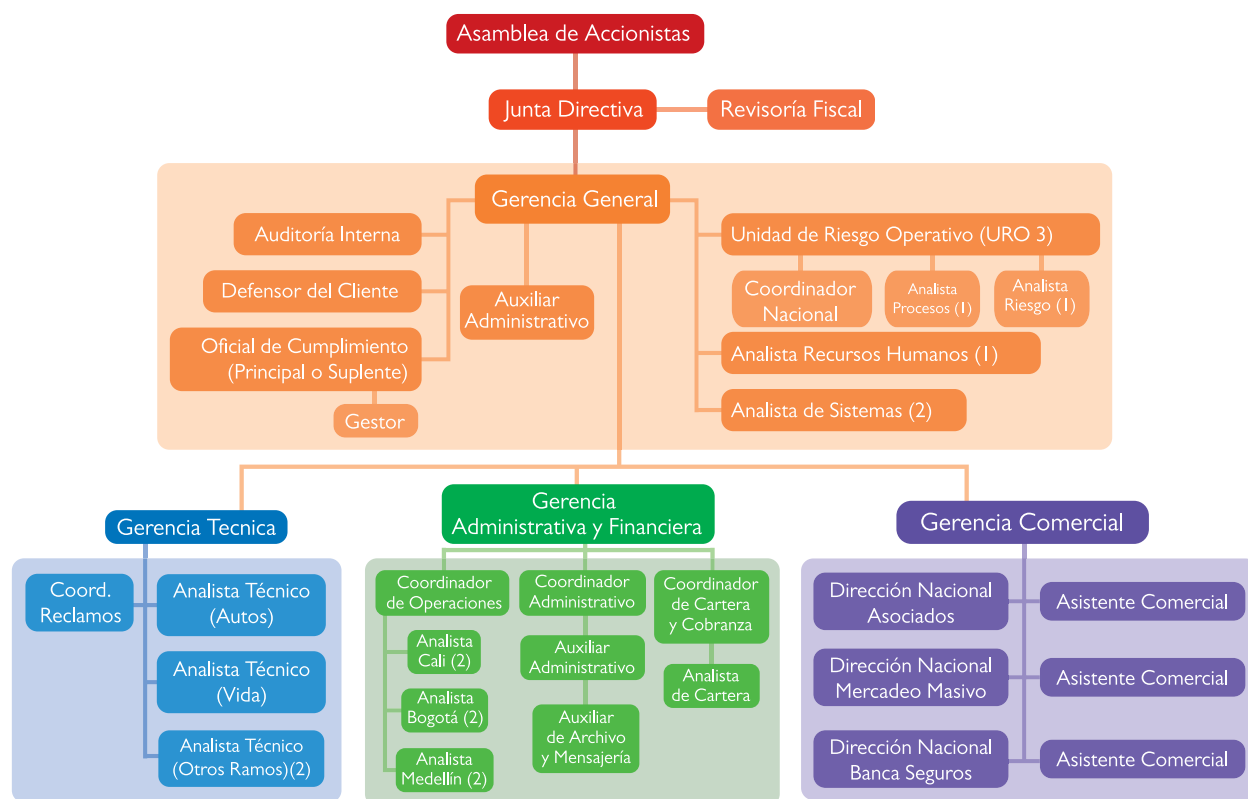 Asamblea de Accionistas
Junta Directiva
Revisoría Fiscal
Gerencia General
Auditoría Interna
Defensor del Cliente
Oficial de Cumplimiento
(Principal o Suplente)
Gestor
Auxiliar
Administrativo
Unidad de Riesgo Operativo (URO 3)
Coordinador
Nacional
Analista
Procesos (1)
Analista
Riesgo (1)
Analista Recursos Humanos (1)
Analista de Sistemas (2)
Gerencia Tecnica
Coord.
Reclamos
Analista Técnico
(Autos)
Analista Técnico
(Vida)
Analista Técnico
(Otros Ramos)(2)
Gerencia
Administrativa y Financiera
Coordinador
de Operaciones
Analista
Cali (2)
Analista
Bogotá (2)
Analista
Medellín (2)
Coordinador
Administrativo
Auxiliar
Administrativo
Auxiliar
de Archivo
y Mensajería
Coordinador
de Cartera
y Cobranza
Analista
de Cartera
Gerencia Comercial
Dirección Nacional
Asociados
Asistente Comercial
Dirección Nacional
Mercadeo Masivo
Asistente Comercial
Dirección Nacional
Banca Seguros
Asistente Comercial